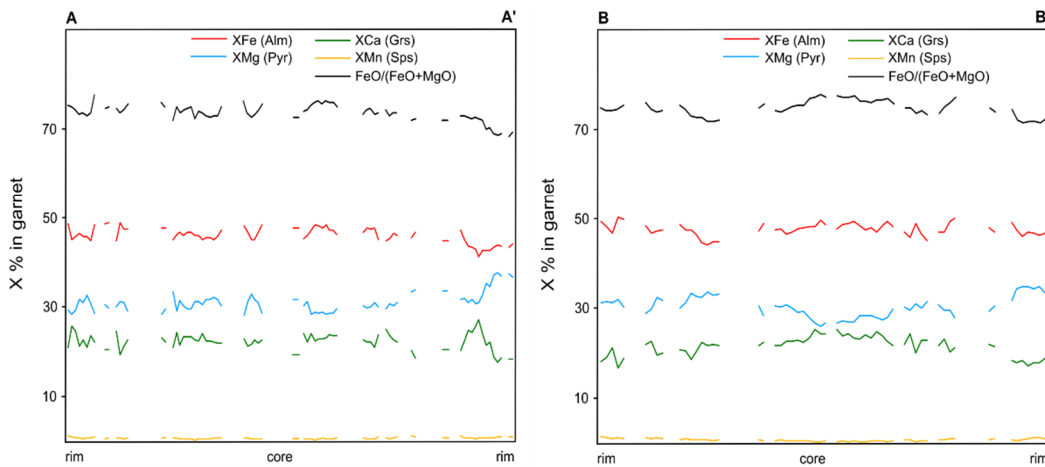 A
A'
XFe (Alm)
XCa (Grs)
XMg (Pyr)
XMn (Sps)
FeO/(FeO+MgO)
X % in garnet
70
50
30
10
rim
core
rim
B
B
XFe (Alm)
XCa (Grs)
XMg (Pyr)
XMn (Sps)
FeO/(FeO+MgO)
X % in garnet
70
50
30
10
rim
core
rim